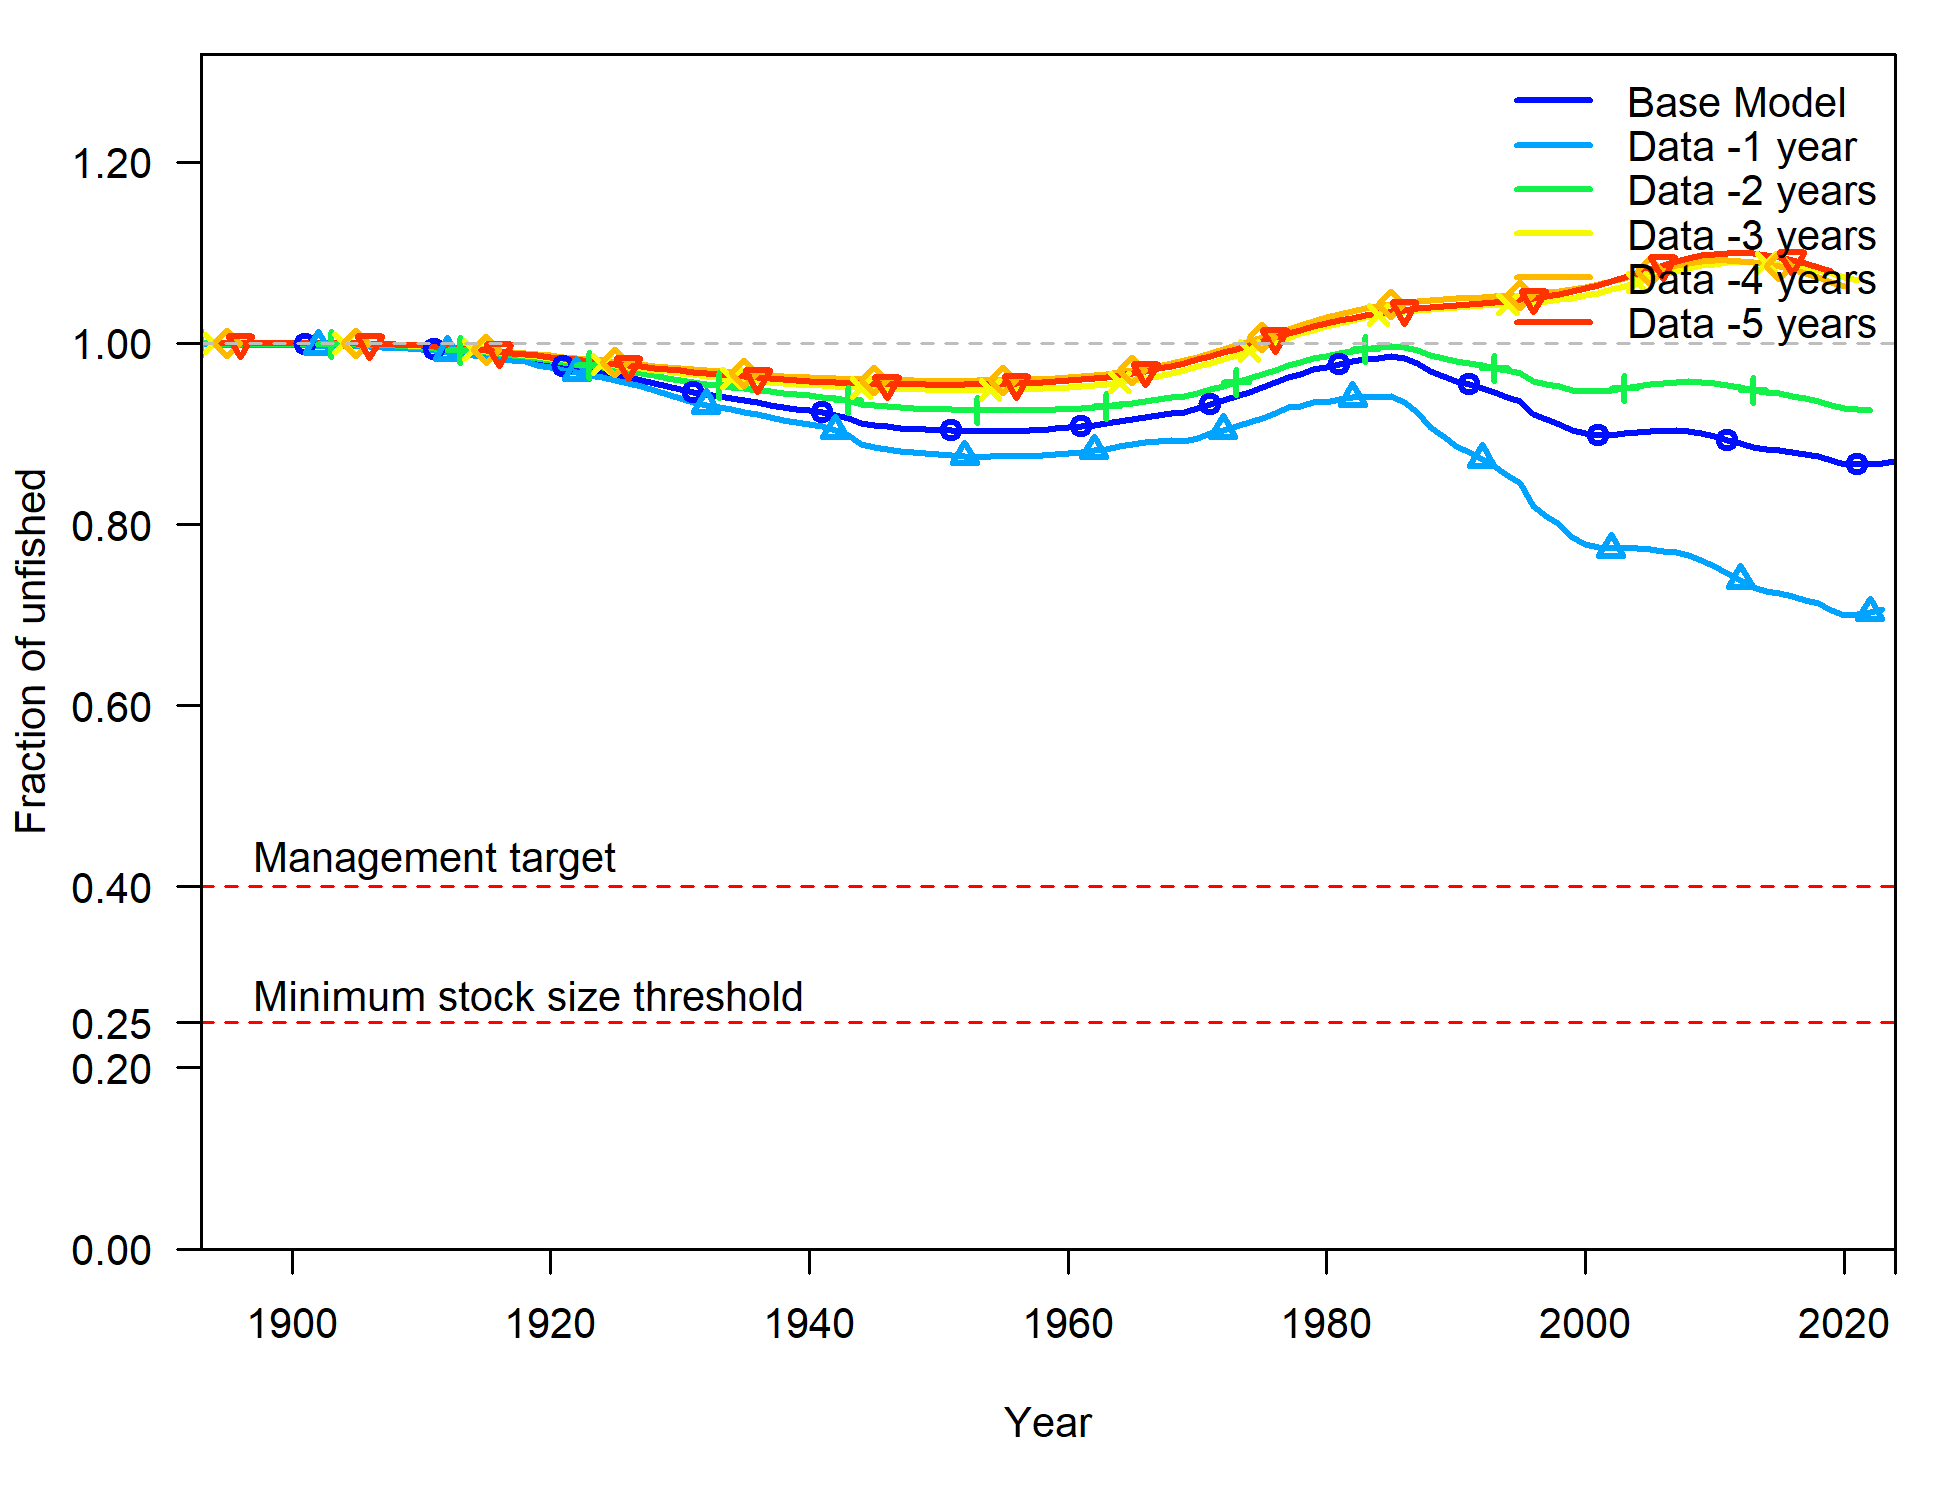 Base Model
Data -1 year
Data -2 years
Data -3 years
Data -4 years
Data -5 years
1.20
1.00
0.80
0.60
0.40
0.25
0.20
0.00
Fraction of unfished
Management target
Minimum stock size threshold
1900 1920 1940 1960 1980 2000 2020
Year